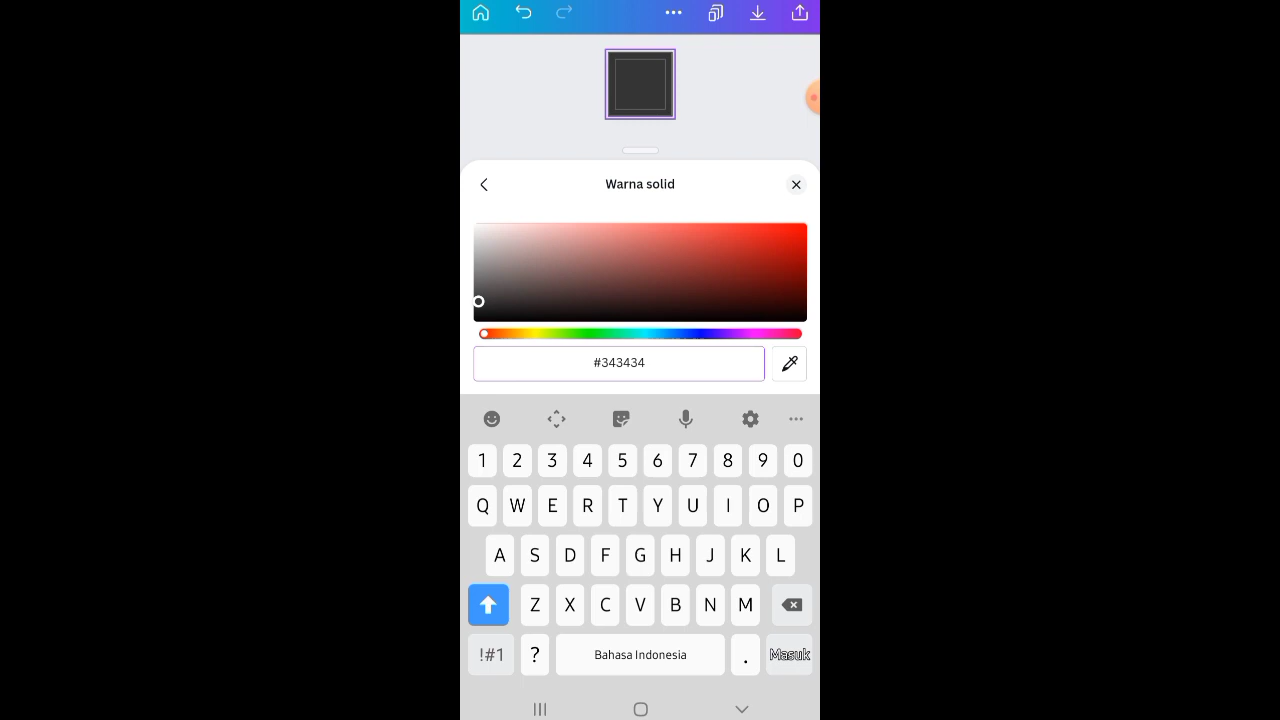 Warna solid
#343434
1 2 3 4 5 6 7 8 9 0
Q W E R T Y U I O P
A S D F G H J K L
Z X C V B N M
!#1 ? Bahasa Indonesia . Masuk